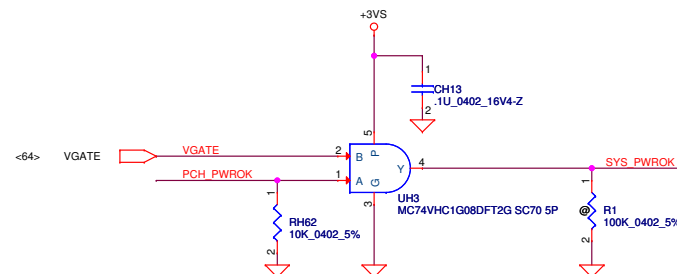 +3VS
1
CH13
.1U_0402_16V4-Z
2
5
<64> VGATE VGATE 2 B P Y 4 SYS_PWROK
PCH_PWROK 1 A G
3
UH3
MC74VHC1G08DFT2G SC70 5P
1
RH62
10K_0402_5%
2
1
@ R1
100K_0402_5%
2